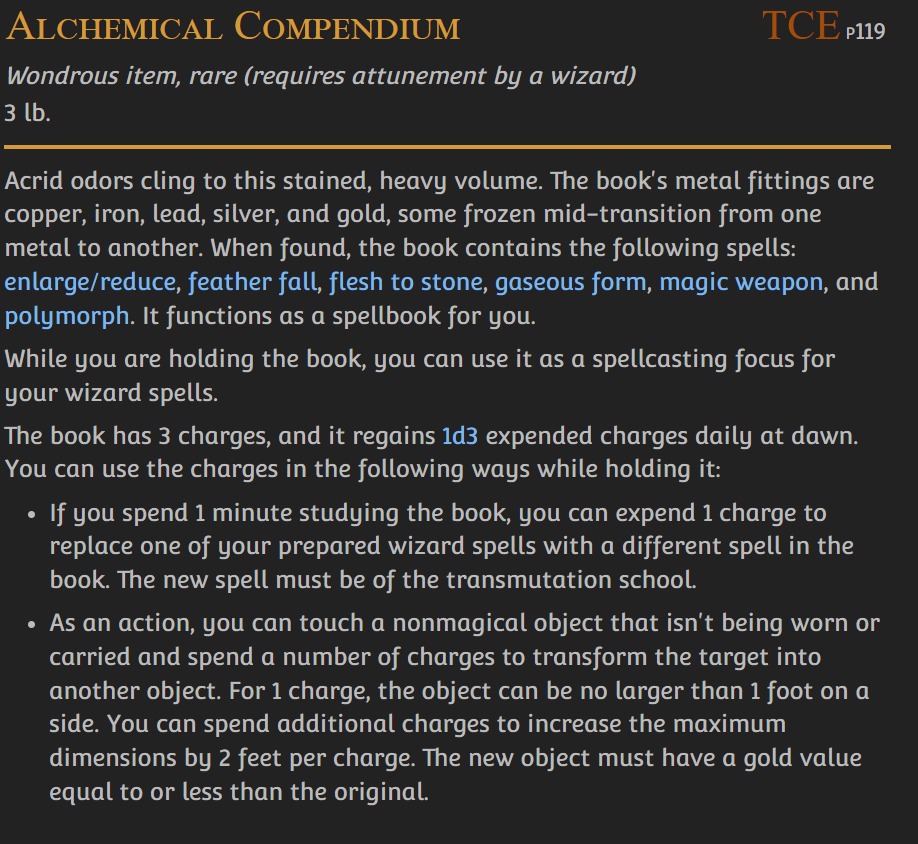 Alchemical Compendium TCE P119
Wondrous item, rare (requires attunement by a wizard)
3 lb.
Acrid odors cling to this stained, heavy volume. The book's metal fittings are
copper, iron, lead, silver, and gold, some frozen mid-transition from one
metal to another. When found, the book contains the following spells:
enlarge/reduce, feather fall, flesh to stone, gaseous form, magic weapon, and
polymorph. It functions as a spellbook for you.
While you are holding the book, you can use it as a spellcasting focus for
your wizard spells.
The book has 3 charges, and it regains 1d3 expended charges daily at dawn.
You can use the charges in the following ways while holding it:
• If you spend 1 minute studying the book, you can expend 1 charge to
replace one of your prepared wizard spells with a different spell in the
book. The new spell must be of the transmutation school.
• As an action, you can touch a nonmagical object that isn't being worn or
carried and spend a number of charges to transform the target into
another object. For 1 charge, the object can be no larger than 1 foot on a
side. You can spend additional charges to increase the maximum
dimensions by 2 feet per charge. The new object must have a gold value
equal to or less than the original.